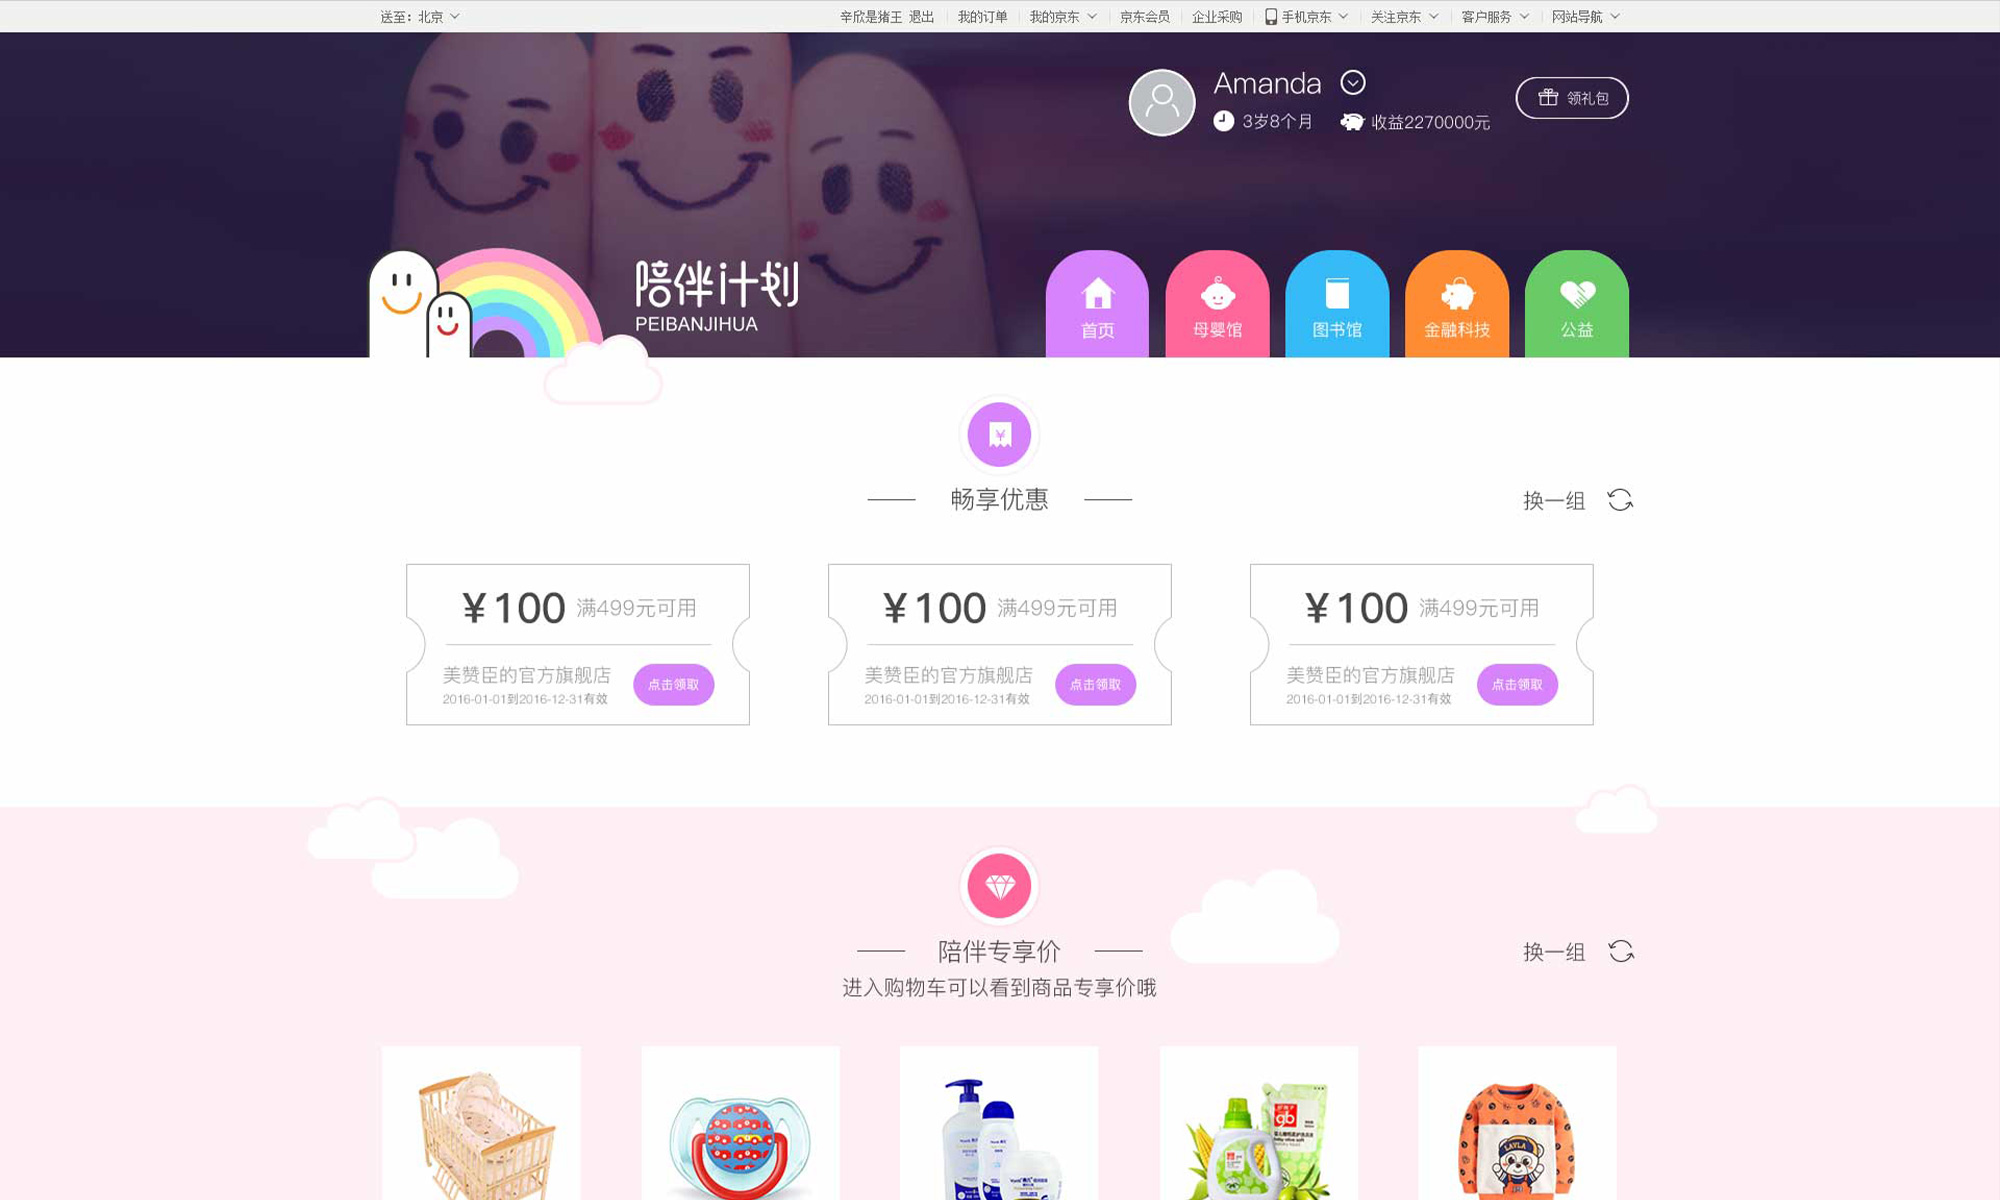 送至：北京
辛欣是猪王 退出 我的订单 我的京东 京东会员 企业采购 手机京东 关注京东 客户服务 网站导航
Amanda
3岁8个月 收益2270000元
领礼包
陪伴计划
PEIBANJIHUA
首页 母婴馆 图书馆 金融科技 公益
畅享优惠
换一组
¥100 满499元可用
美赞臣的官方旗舰店
2016-01-01到2016-12-31有效
点击领取
¥100 满499元可用
美赞臣的官方旗舰店
2016-01-01到2016-12-31有效
点击领取
¥100 满499元可用
美赞臣的官方旗舰店
2016-01-01到2016-12-31有效
点击领取
陪伴专享价
换一组
进入购物车可以看到商品专享价哦
gb